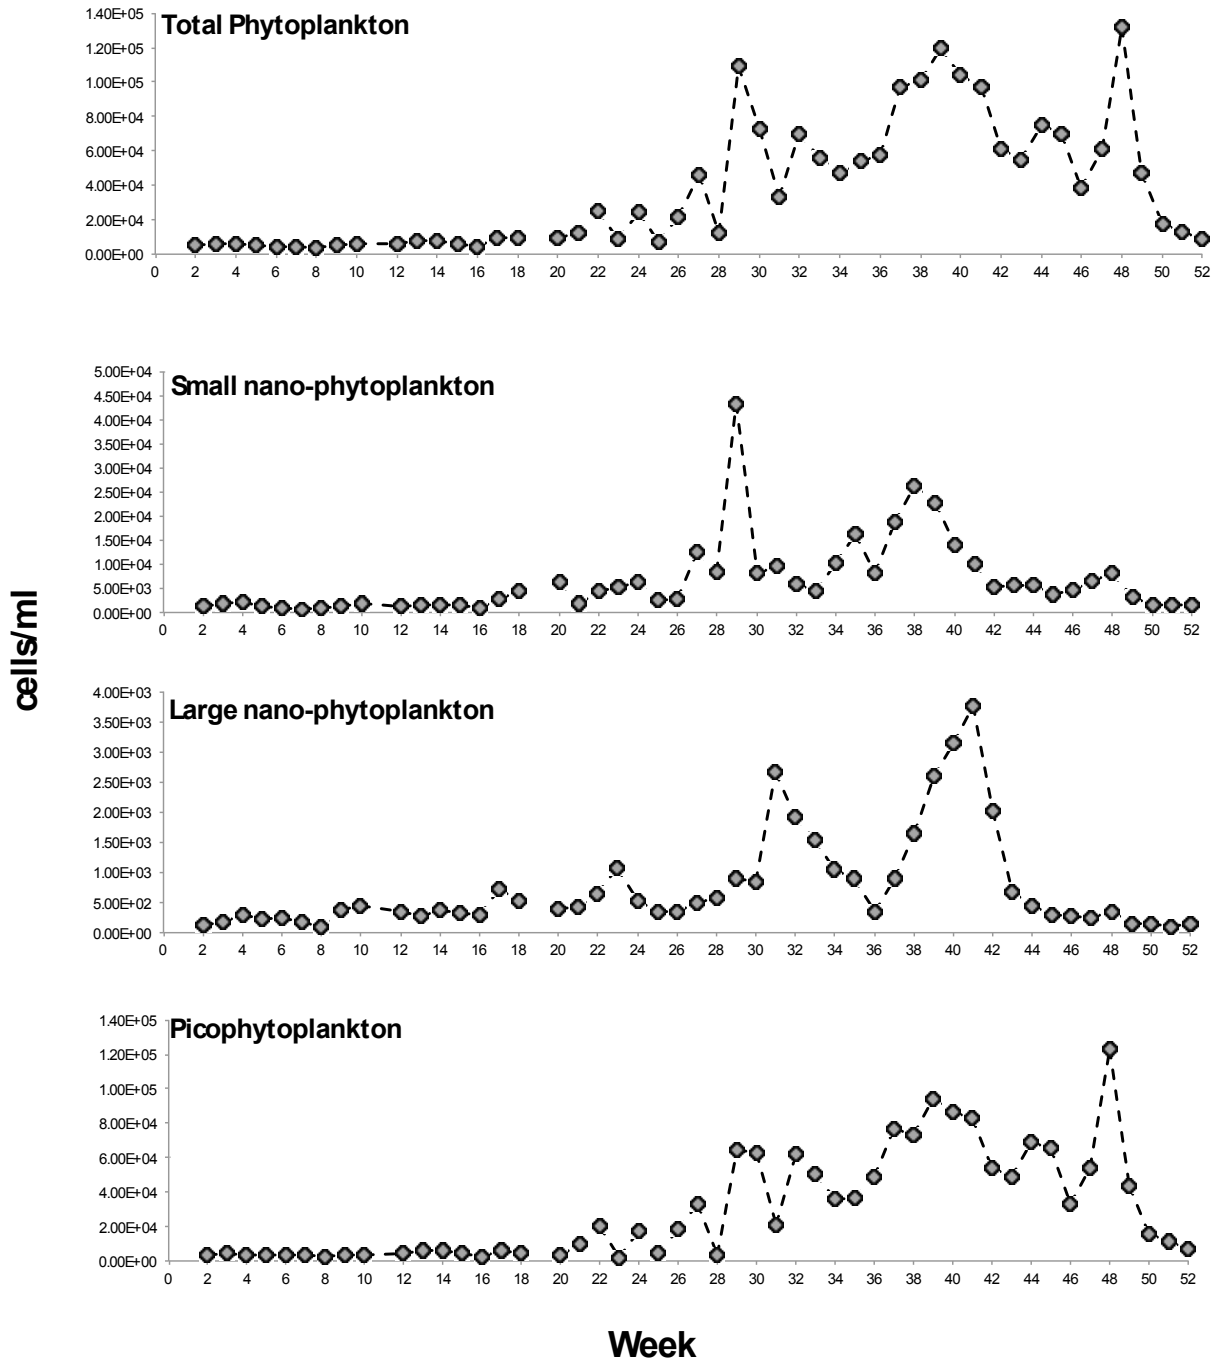 Total Phytoplankton
1.40E+05
1.20E+05
1.00E+05
8.00E+04
6.00E+04
4.00E+04
2.00E+04
0.00E+00
0 2 4 6 8 10 12 14 16 18 20 22 24 26 28 30 32 34 36 38 40 42 44 46 48 50 52
Small nano-phytoplankton
5.00E+04
4.50E+04
4.00E+04
3.50E+04
3.00E+04
2.50E+04
2.00E+04
1.50E+04
1.00E+04
5.00E+03
0.00E+00
0 2 4 6 8 10 12 14 16 18 20 22 24 26 28 30 32 34 36 38 40 42 44 46 48 50 52
cells/ml
Large nano-phytoplankton
4.00E+03
3.50E+03
3.00E+03
2.50E+03
2.00E+03
1.50E+03
1.00E+03
5.00E+02
0.00E+00
0 2 4 6 8 10 12 14 16 18 20 22 24 26 28 30 32 34 36 38 40 42 44 46 48 50 52
Picophytoplankton
1.40E+05
1.20E+05
1.00E+05
8.00E+04
6.00E+04
4.00E+04
2.00E+04
0.00E+00
0 2 4 6 8 10 12 14 16 18 20 22 24 26 28 30 32 34 36 38 40 42 44 46 48 50 52
Week